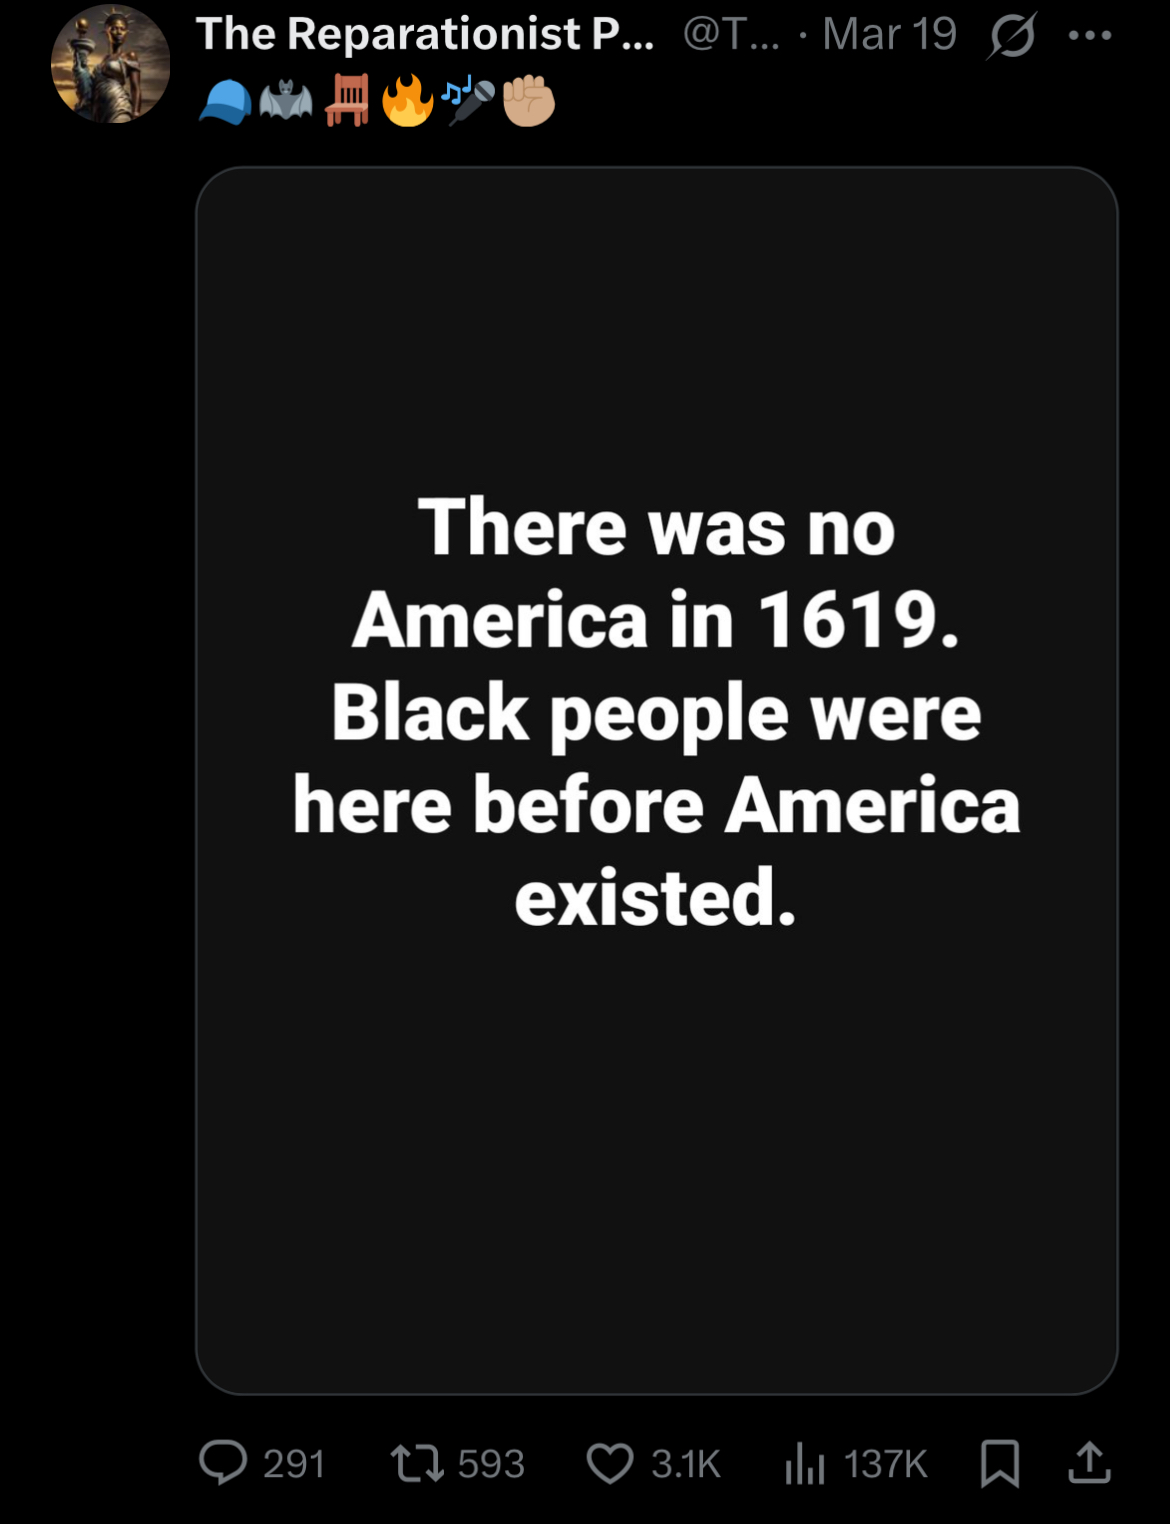 The Reparationist P... @T... · Mar 19
🧢🦇🪑🔥🎤✊🏼
There was no
America in 1619.
Black people were
here before America
existed.
291 593 3.1K 137K